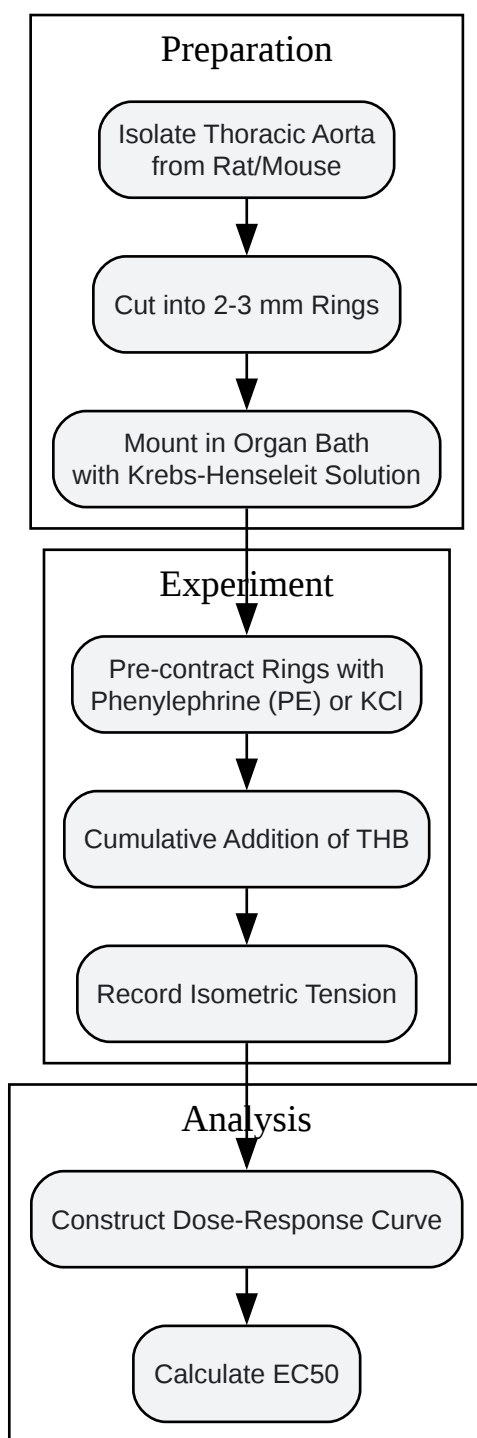 Preparation
Isolate Thoracic Aorta
from Rat/Mouse
Cut into 2-3 mm Rings
Mount in Organ Bath
with Krebs-Henseleit Solution
Experiment
Pre-contract Rings with
Phenylephrine (PE) or KCl
Cumulative Addition of THB
Record Isometric Tension
Analysis
Construct Dose-Response Curve
Calculate EC50